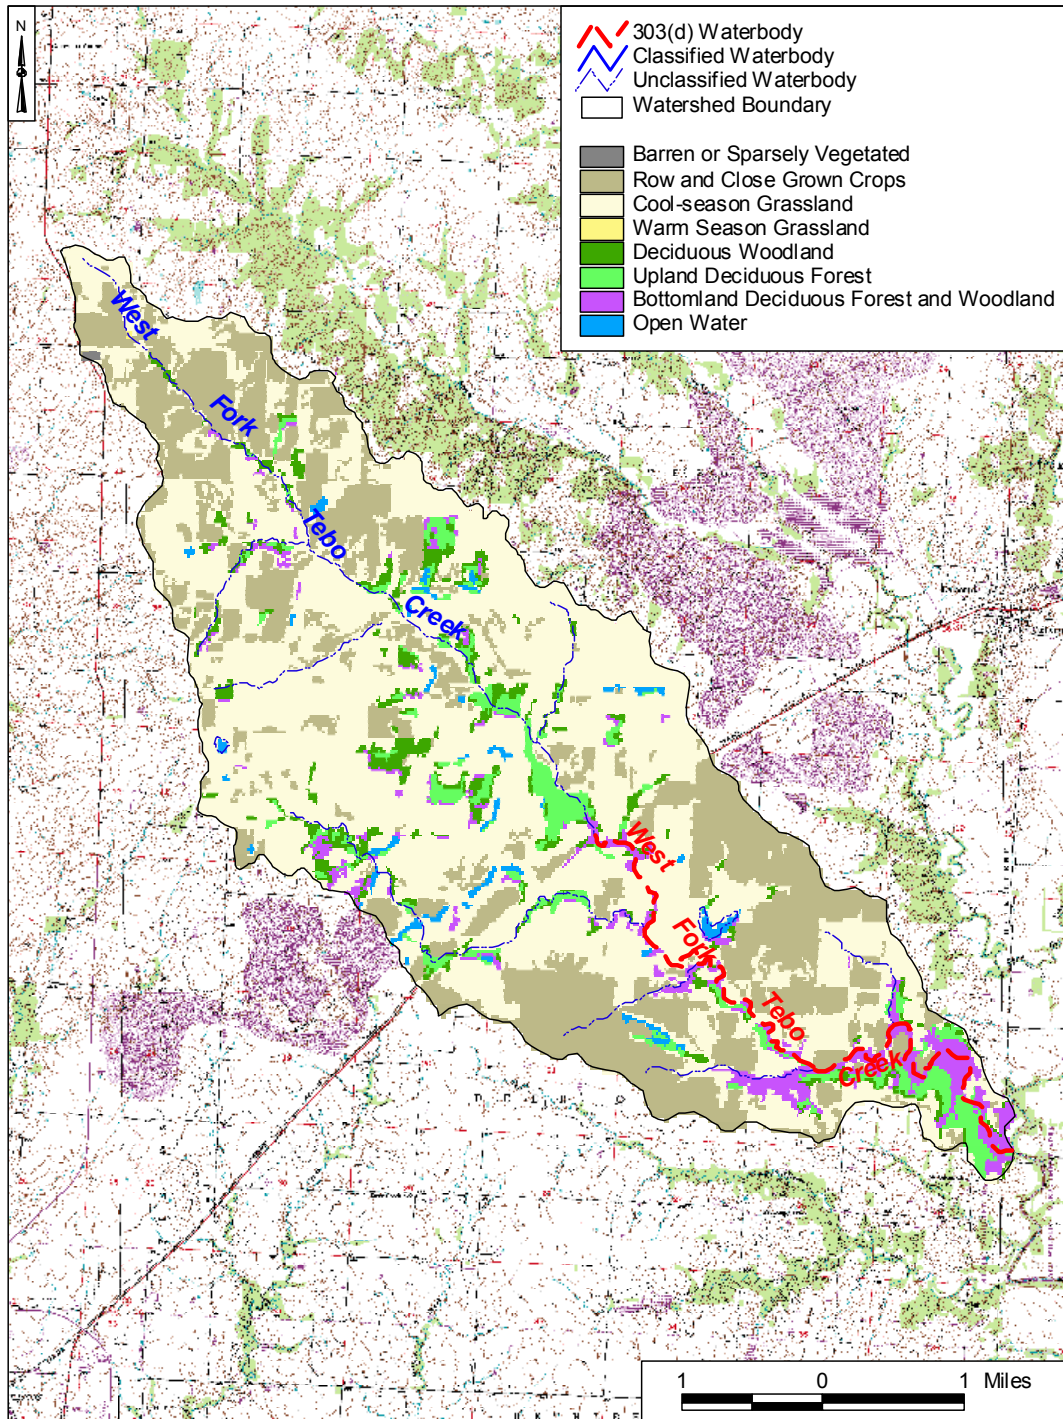 N
303(d) Waterbody
Classified Waterbody
Unclassified Waterbody
Watershed Boundary
Barren or Sparsely Vegetated
Row and Close Grown Crops
Cool-season Grassland
Warm Season Grassland
Deciduous Woodland
Upland Deciduous Forest
Bottomland Deciduous Forest and Woodland
Open Water
West
Fork
Tebo
Creek
West
Fork
Tebo
Creek
1 0 1 Miles